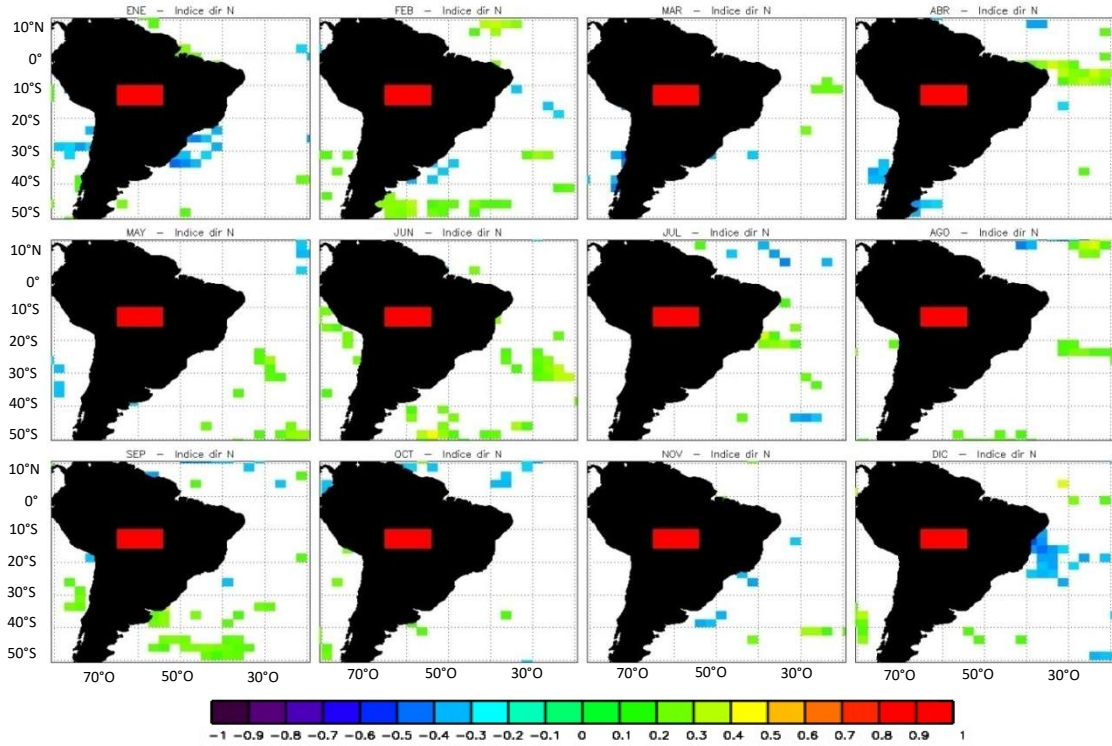 ENE – Indice dir N FEB – Indice dir N MAR – Indice dir N ABR – Indice dir N
10°N
0°
10°S
20°S
30°S
40°S
50°S
MAY – Indice dir N JUN – Indice dir N JUL – Indice dir N AGO – Indice dir N
10°N
0°
10°S
20°S
30°S
40°S
50°S
SEP – Indice dir N OCT – Indice dir N NOV – Indice dir N DIC – Indice dir N
10°N
0°
10°S
20°S
30°S
40°S
50°S
70°O 50°O 30°O 70°O 50°O 30°O 70°O 50°O 30°O 70°O 50°O 30°O
-1 -0.9 -0.8 -0.7 -0.6 -0.5 -0.4 -0.3 -0.2 -0.1 0 0.1 0.2 0.3 0.4 0.5 0.6 0.7 0.8 0.9 1